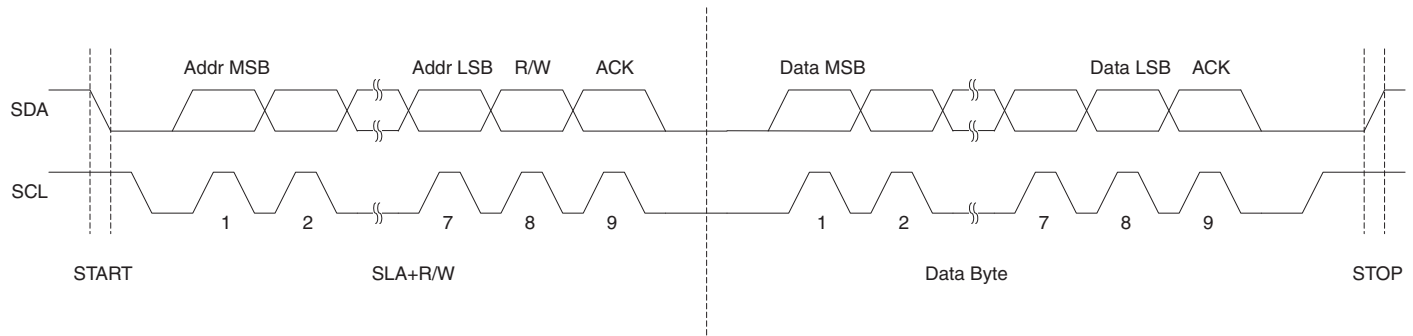 Addr MSB Addr LSB R/W ACK Data MSB Data LSB ACK
SDA
SCL
1 2 7 8 9 1 2 7 8 9
START SLA+R/W Data Byte STOP